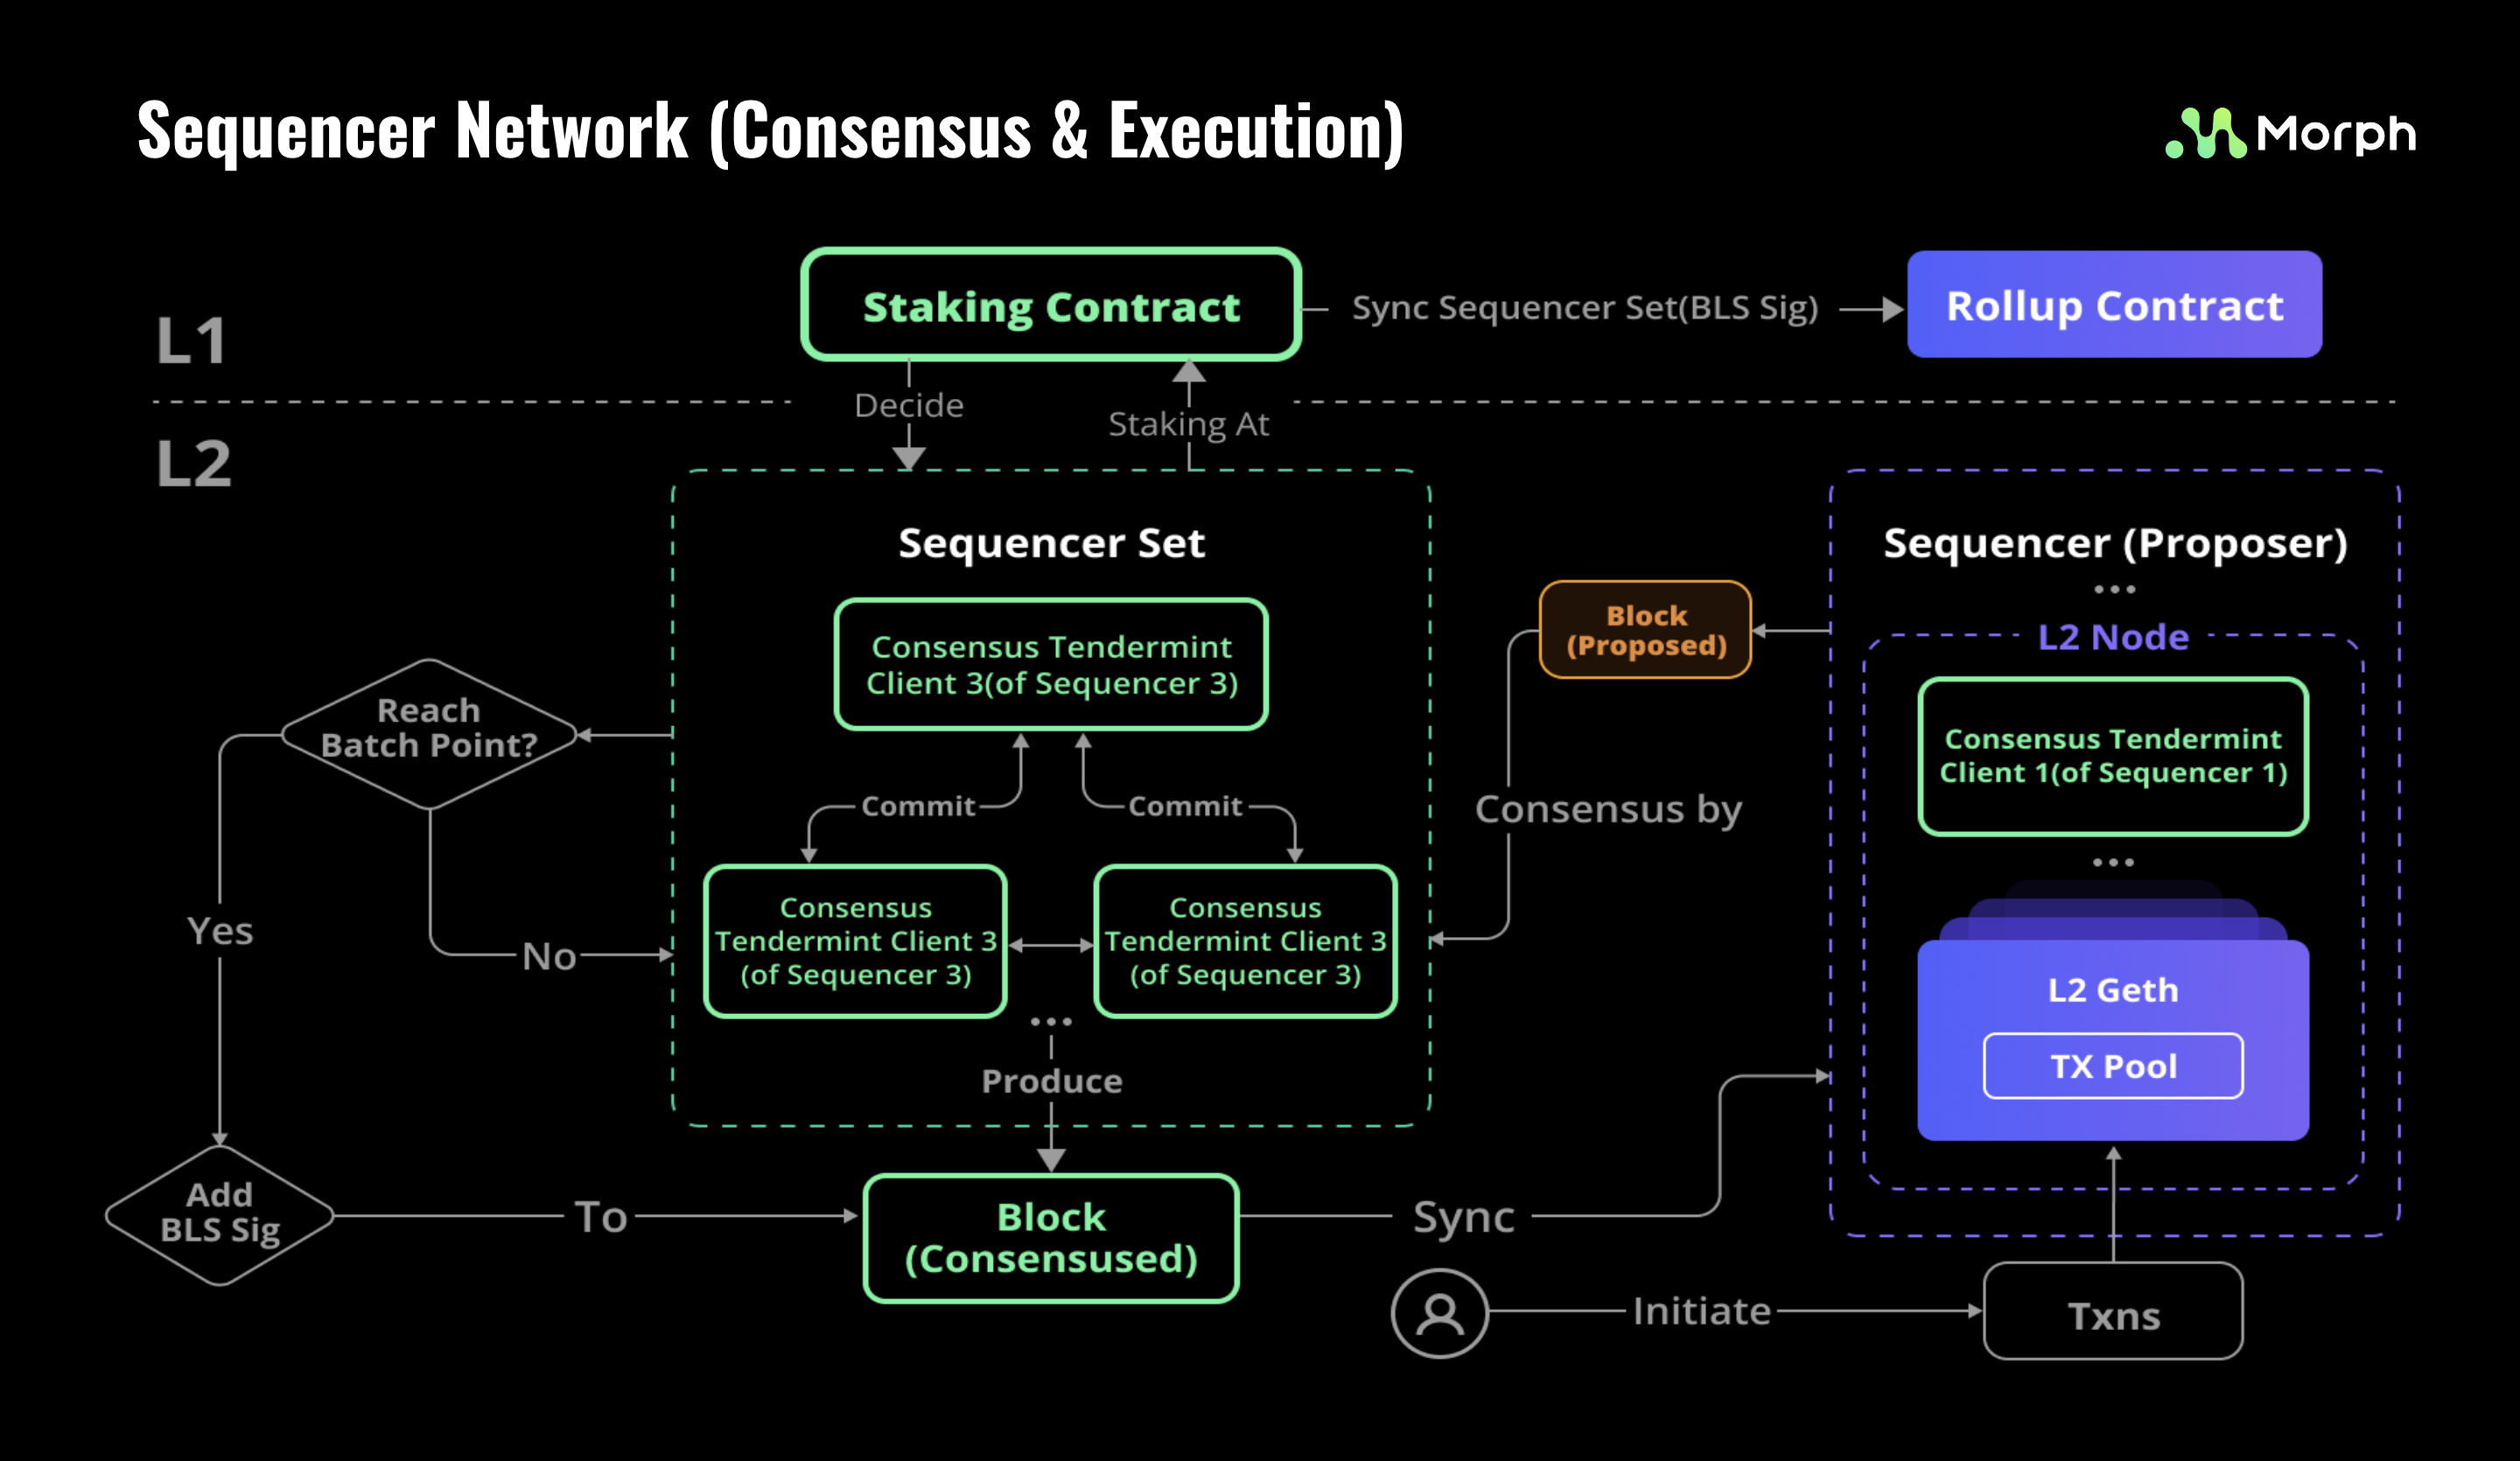 Sequencer Network (Consensus & Execution)
Morph
L1
Staking Contract
Sync Sequencer Set(BLS Sig)
Rollup Contract
Decide
Staking At
L2
Sequencer Set
Consensus Tendermint
Client 3(of Sequencer 3)
Commit
Commit
Consensus
Tendermint Client 3
(of Sequencer 3)
Consensus
Tendermint Client 3
(of Sequencer 3)
...
Produce
Reach
Batch Point?
Yes
No
Add
BLS Sig
To
Block
(Consensused)
Sync
Block
(Proposed)
Consensus by
Sequencer (Proposer)
...
L2 Node
Consensus Tendermint
Client 1(of Sequencer 1)
...
L2 Geth
TX Pool
Initiate
Txns